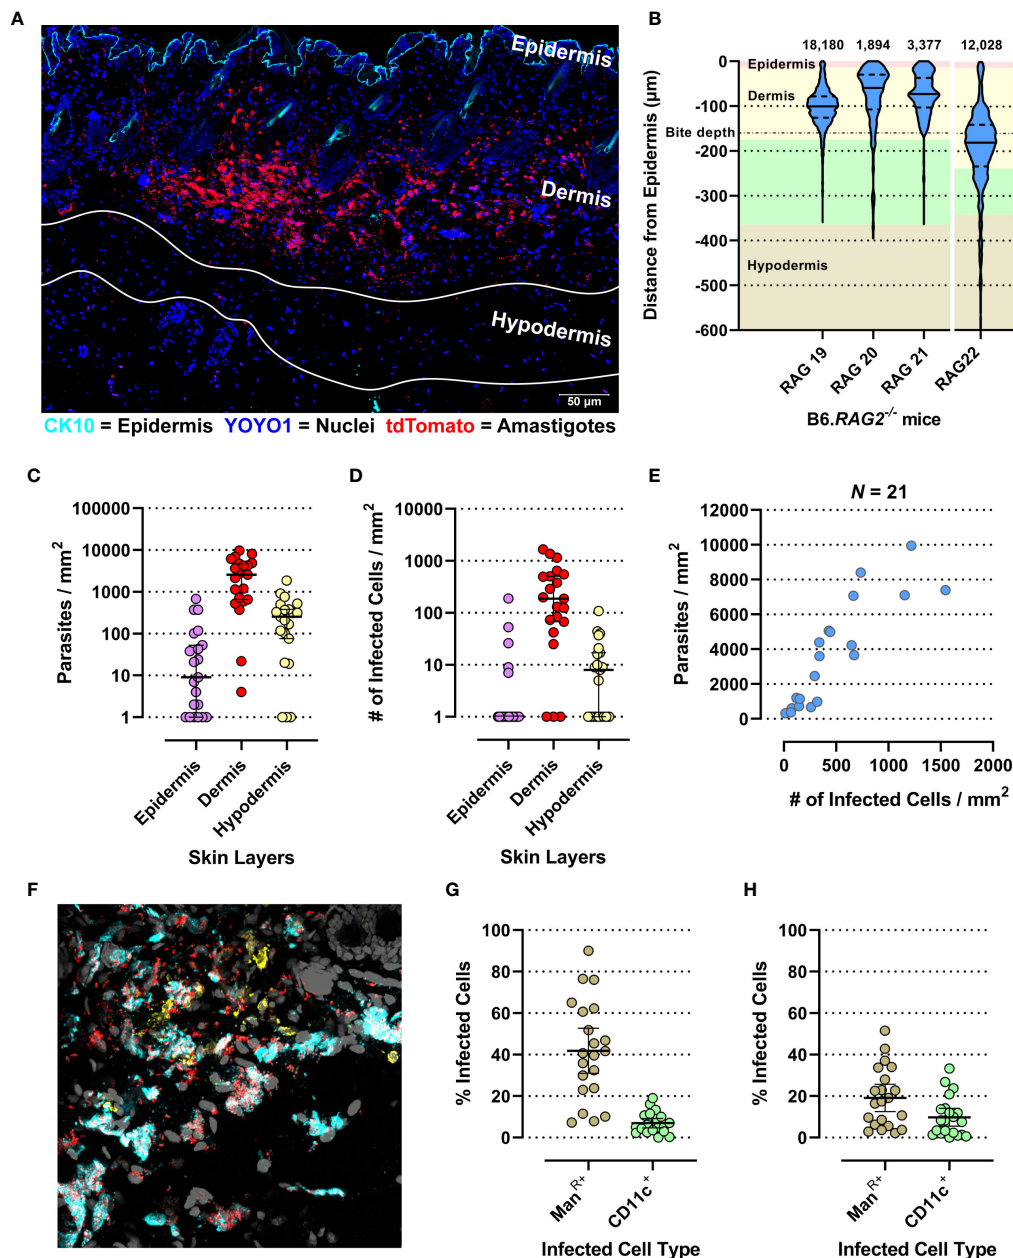 A
Epidermis
Dermis
Hypodermis
50 µm
CK10 = Epidermis YOYO1 = Nuclei tdTomato = Amastigotes
B
18,180 1,894 3,377 12,028
Distance from Epidermis (µm)
0
-100
-200
-300
-400
-500
-600
Epidermis
Dermis
Bite depth
Hypodermis
RAG 19
RAG 20
RAG 21
RAG22
B6.RAG2-/- mice
C
Parasites / mm2
100000
10000
1000
100
10
1
Epidermis
Dermis
Hypodermis
Skin Layers
D
# of Infected Cells / mm2
10000
1000
100
10
1
Epidermis
Dermis
Hypodermis
Skin Layers
E
N = 21
Parasites / mm2
12000
10000
8000
6000
4000
2000
0
0 500 1000 1500 2000
# of Infected Cells / mm2
F
G
% Infected Cells
100
80
60
40
20
0
ManR+
CD11c+
Infected Cell Type
H
% Infected Cells
100
80
60
40
20
0
ManR+
CD11c+
Infected Cell Type